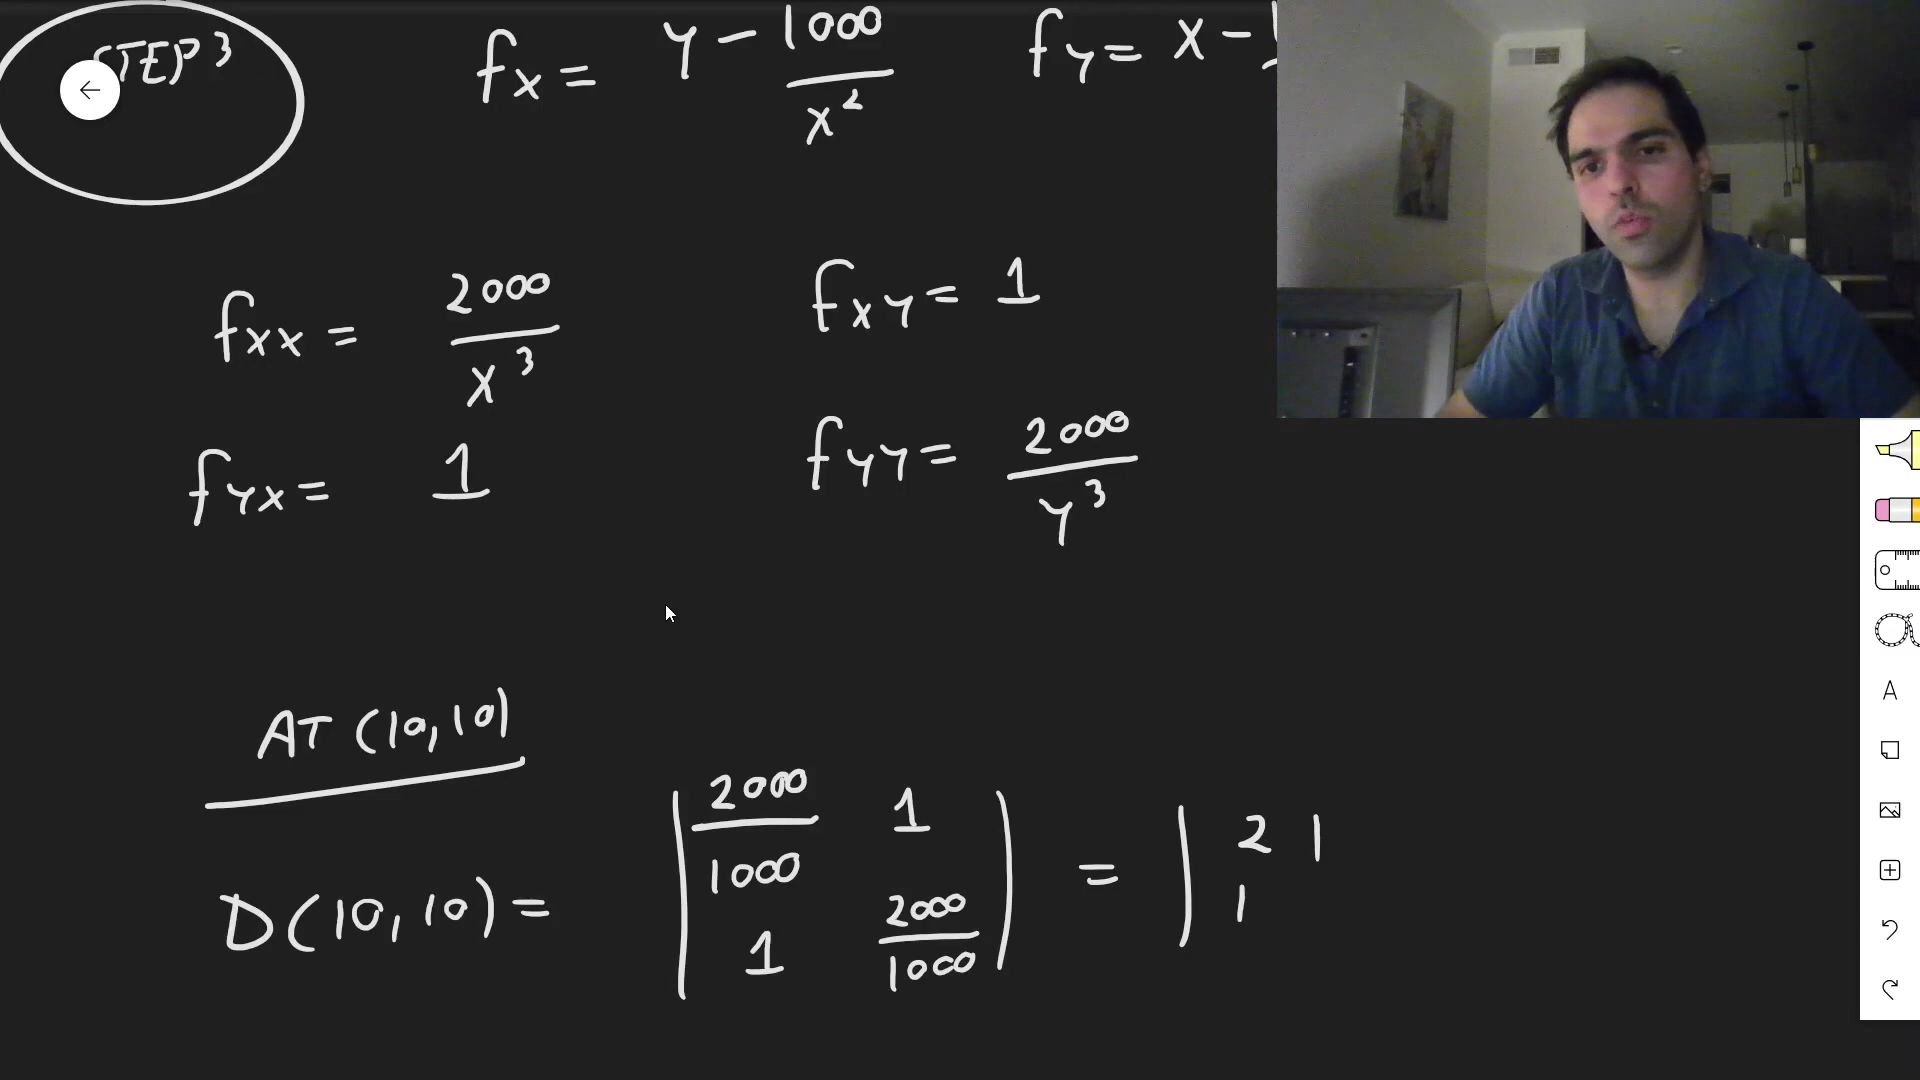 STEP 3
fx = y - 1000/x² fy = x -
fxx = 2000/x³ fxy = 1
fyx = 1 fyy = 2000/y³
AT (10,10)
D(10,10) = | 2000/1000 1 | = | 2 1
| 1 2000/1000 | | 1
A